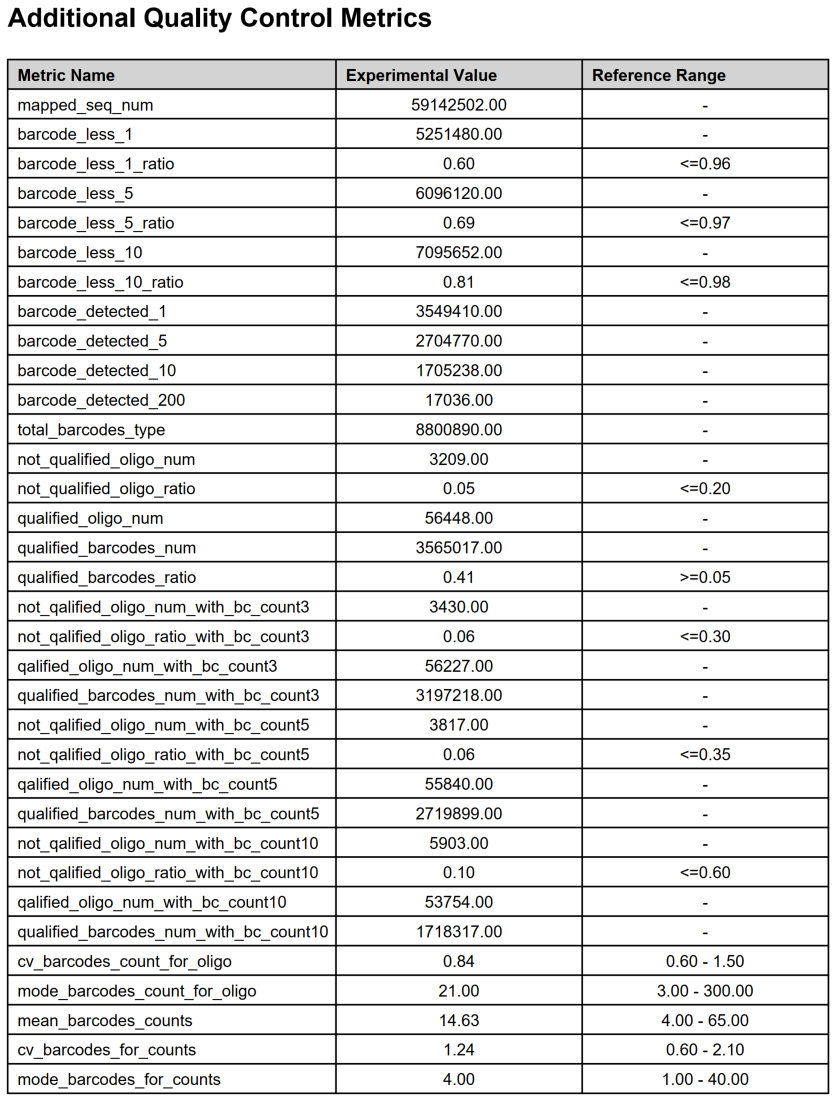 Additional Quality Control Metrics
Metric Name Experimental Value Reference Range
mapped_seq_num 59142502.00 -
barcode_less_1 5251480.00 -
barcode_less_1_ratio 0.60 <=0.96
barcode_less_5 6096120.00 -
barcode_less_5_ratio 0.69 <=0.97
barcode_less_10 7095652.00 -
barcode_less_10_ratio 0.81 <=0.98
barcode_detected_1 3549410.00 -
barcode_detected_5 2704770.00 -
barcode_detected_10 1705238.00 -
barcode_detected_200 17036.00 -
total_barcodes_type 8800890.00 -
not_qualified_oligo_num 3209.00 -
not_qualified_oligo_ratio 0.05 <=0.20
qualified_oligo_num 56448.00 -
qualified_barcodes_num 3565017.00 -
qualified_barcodes_ratio 0.41 >=0.05
not_qalified_oligo_num_with_bc_count3 3430.00 -
not_qalified_oligo_ratio_with_bc_count3 0.06 <=0.30
qalified_oligo_num_with_bc_count3 56227.00 -
qualified_barcodes_num_with_bc_count3 3197218.00 -
not_qalified_oligo_num_with_bc_count5 3817.00 -
not_qalified_oligo_ratio_with_bc_count5 0.06 <=0.35
qalified_oligo_num_with_bc_count5 55840.00 -
qualified_barcodes_num_with_bc_count5 2719899.00 -
not_qalified_oligo_num_with_bc_count10 5903.00 -
not_qalified_oligo_ratio_with_bc_count10 0.10 <=0.60
qalified_oligo_num_with_bc_count10 53754.00 -
qualified_barcodes_num_with_bc_count10 1718317.00 -
cv_barcodes_count_for_oligo 0.84 0.60 - 1.50
mode_barcodes_count_for_oligo 21.00 3.00 - 300.00
mean_barcodes_counts 14.63 4.00 - 65.00
cv_barcodes_for_counts 1.24 0.60 - 2.10
mode_barcodes_for_counts 4.00 1.00 - 40.00